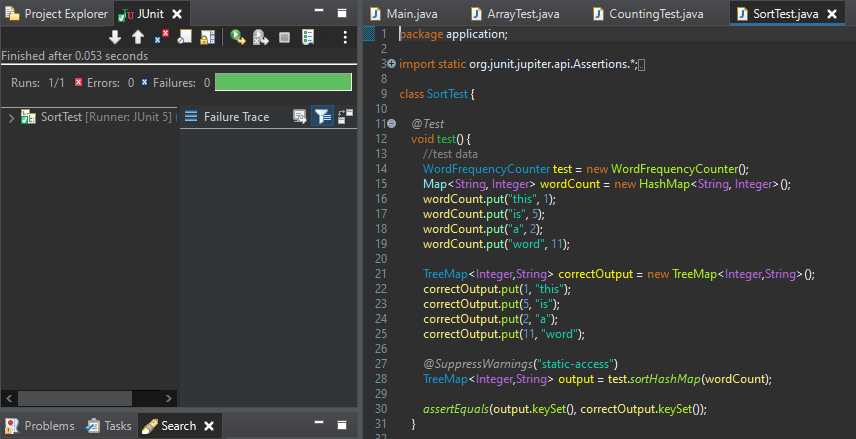 Project Explorer
JUnit
Finished after 0.053 seconds
Runs: 1/1 Errors: 0 Failures: 0
SortTest [Runner: JUnit 5] (
Failure Trace
Problems Tasks Search
Main.java ArrayTest.java CountingTest.java SortTest.java
1 package application;
2
3 import static org.junit.jupiter.api.Assertions.*;
8
9 class SortTest {
10
11 @Test
12 void test() {
13 //test data
14 WordFrequencyCounter test = new WordFrequencyCounter();
15 Map<String, Integer> wordCount = new HashMap<String, Integer>();
16 wordCount.put("this", 1);
17 wordCount.put("is", 5);
18 wordCount.put("a", 2);
19 wordCount.put("word", 11);
20
21 TreeMap<Integer,String> correctOutput = new TreeMap<Integer,String>();
22 correctOutput.put(1, "this");
23 correctOutput.put(5, "is");
24 correctOutput.put(2, "a");
25 correctOutput.put(11, "word");
26
27 @SuppressWarnings("static-access")
28 TreeMap<Integer,String> output = test.sortHashMap(wordCount);
29
30 assertEquals(output.keySet(), correctOutput.keySet());
31 }
32